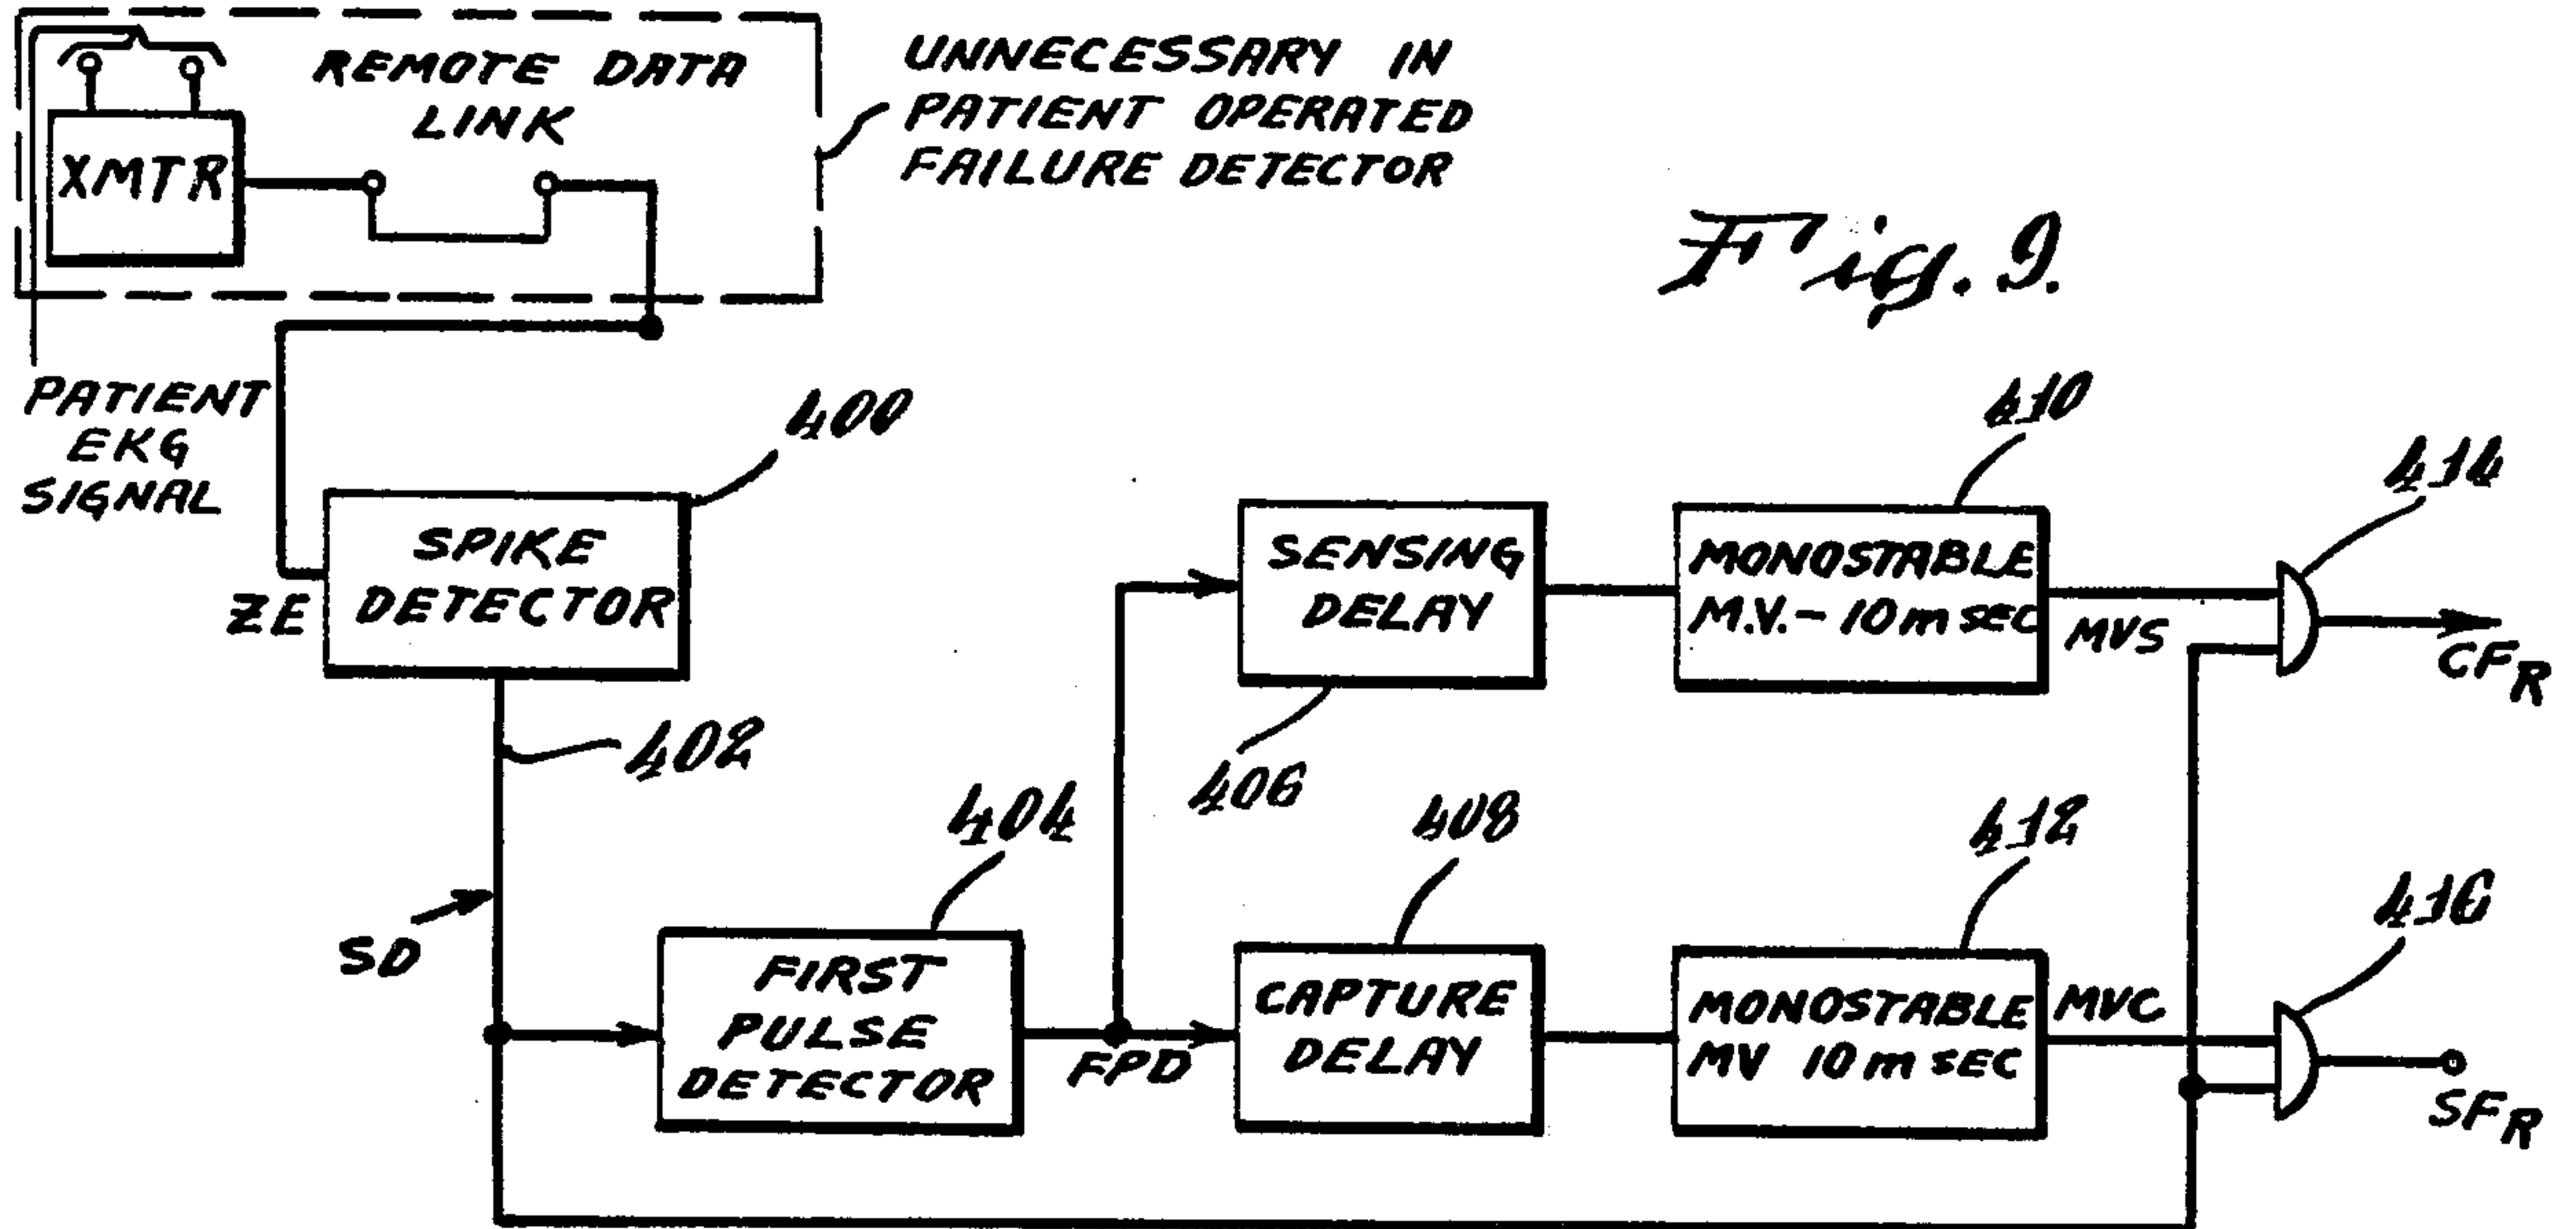 REMOTE DATA
LINK
XMTR
UNNECESSARY IN
PATIENT OPERATED
FAILURE DETECTOR
Fig. 9.
PATIENT
EKG
SIGNAL
400
ZE
SPIKE
DETECTOR
402
SD
404
FIRST
PULSE
DETECTOR
FPD
SENSING
DELAY
406
408
CAPTURE
DELAY
410
MONOSTABLE
M.V. - 10 m sec
MVS
412
MONOSTABLE
MV 10 m sec
MVC
414
CFR
416
SFR